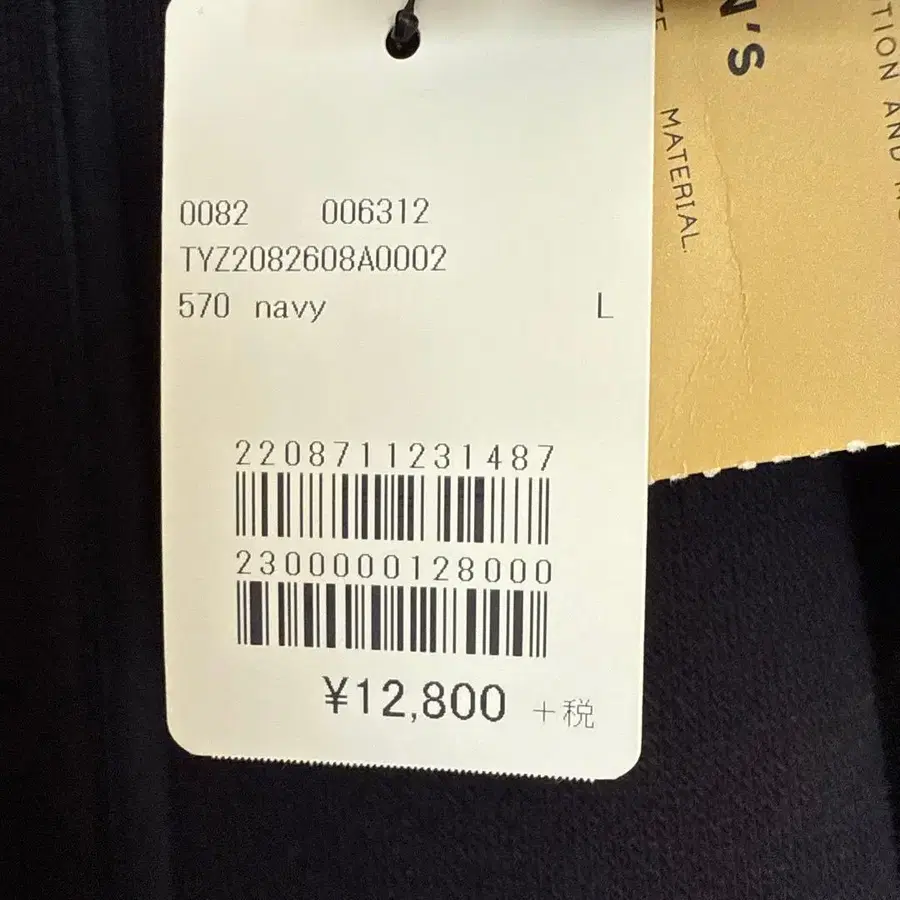 0082 006312
TYZ2082608A0002
570 navy L
2208711231487
2300000128000
¥12,800 +税
N'S
MATERIAL.
TION AND